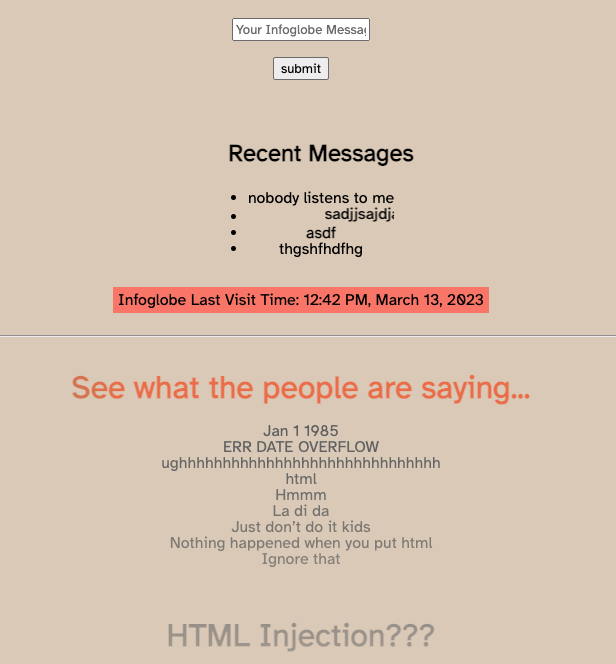 Your Infoglobe Messag
submit
Recent Messages
nobody listens to me
sadjjsajdja
asdf
thgshfhdfhg
Infoglobe Last Visit Time: 12:42 PM, March 13, 2023
See what the people are saying...
Jan 1 1985
ERR DATE OVERFLOW
ughhhhhhhhhhhhhhhhhhhhhhhhhhhhhh
html
Hmmm
La di da
Just don't do it kids
Nothing happened when you put html
Ignore that
HTML Injection???